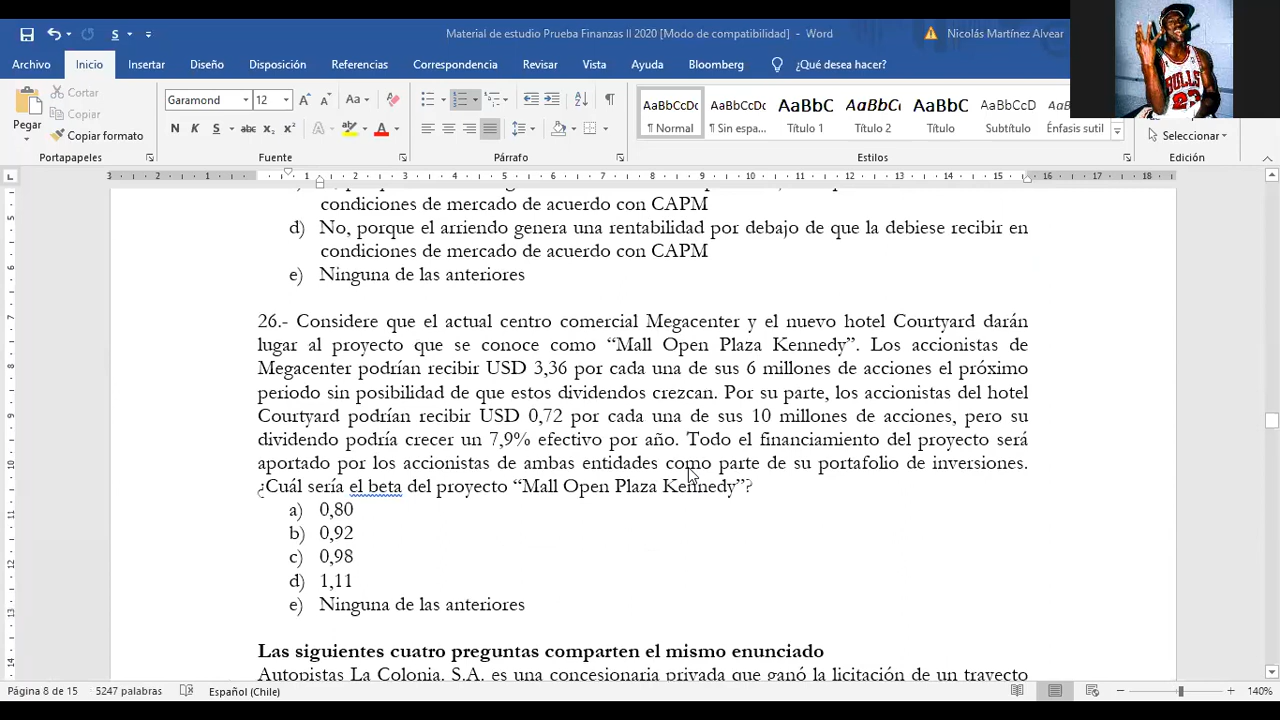 Material de estudio Prueba Finanzas II 2020 [Modo de compatibilidad] - Word
Nicolás Martínez Alvear
Archivo Inicio Insertar Diseño Disposición Referencias Correspondencia Revisar Vista Ayuda Bloomberg ¿Qué desea hacer?
Pegar
Cortar
Copiar
Copiar formato
Garamond 12
Normal
Sin espa...
Título 1
Título 2
Título
Subtítulo
Énfasis sutil
Seleccionar
Portapapeles Fuente Párrafo Estilos Edición
condiciones de mercado de acuerdo con CAPM
d) No, porque el arriendo genera una rentabilidad por debajo de que la debiese recibir en
condiciones de mercado de acuerdo con CAPM
e) Ninguna de las anteriores
26.- Considere que el actual centro comercial Megacenter y el nuevo hotel Courtyard darán
lugar al proyecto que se conoce como “Mall Open Plaza Kennedy”. Los accionistas de
Megacenter podrían recibir USD 3,36 por cada una de sus 6 millones de acciones el próximo
periodo sin posibilidad de que estos dividendos crezcan. Por su parte, los accionistas del hotel
Courtyard podrían recibir USD 0,72 por cada una de sus 10 millones de acciones, pero su
dividendo podría crecer un 7,9% efectivo por año. Todo el financiamiento del proyecto será
aportado por los accionistas de ambas entidades como parte de su portafolio de inversiones.
¿Cuál sería el beta del proyecto “Mall Open Plaza Kennedy”?
a) 0,80
b) 0,92
c) 0,98
d) 1,11
e) Ninguna de las anteriores
Las siguientes cuatro preguntas comparten el mismo enunciado
Autopistas La Colonia, S.A. es una concesionaria privada que ganó la licitación de un trayecto
Página 8 de 15 5247 palabras Español (Chile) 140%